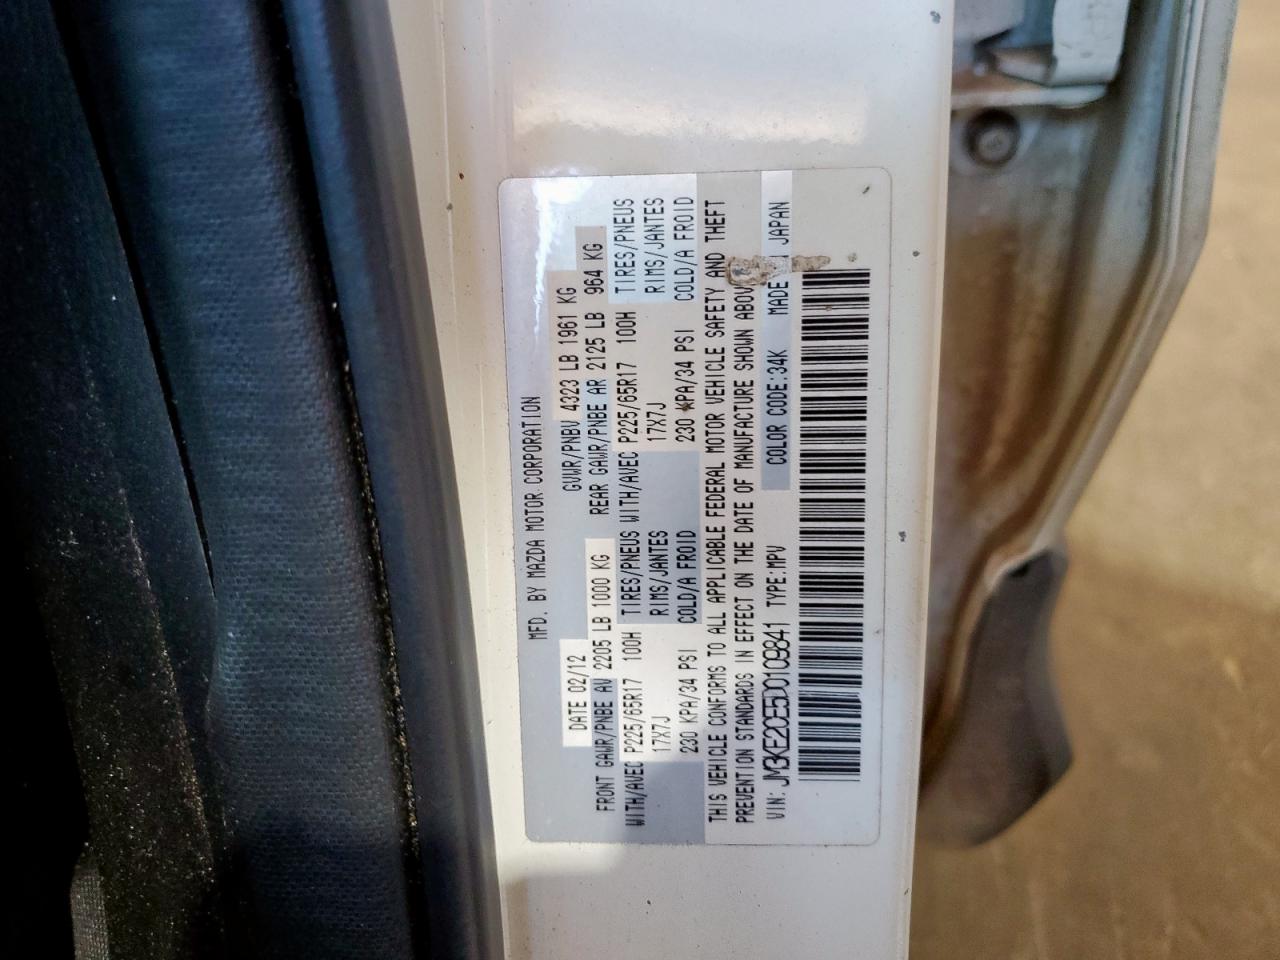 MFD. BY MAZDA MOTOR CORPORATION
DATE 02/12 GVWR/PNBV 4323 LB 1961 KG
FRONT GAWR/PNBE AV 2205 LB 1000 KG REAR GAWR/PNBE AR 2125 LB 964 KG
WITH/AVEC P225/65R17 100H TIRES/PNEUS WITH/AVEC P225/65R17 100H TIRES/PNEUS
17X7J RIMS/JANTES 17X7J RIMS/JANTES
230 KPA/34 PSI COLD/A FROID 230 KPA/34 PSI COLD/A FROID
THIS VEHICLE CONFORMS TO ALL APPLICABLE FEDERAL MOTOR VEHICLE SAFETY AND THEFT
PREVENTION STANDARDS IN EFFECT ON THE DATE OF MANUFACTURE SHOWN ABOVE
VIN: JM3KE2CE5D0109841 TYPE:MPV COLOR CODE:34K MADE JAPAN